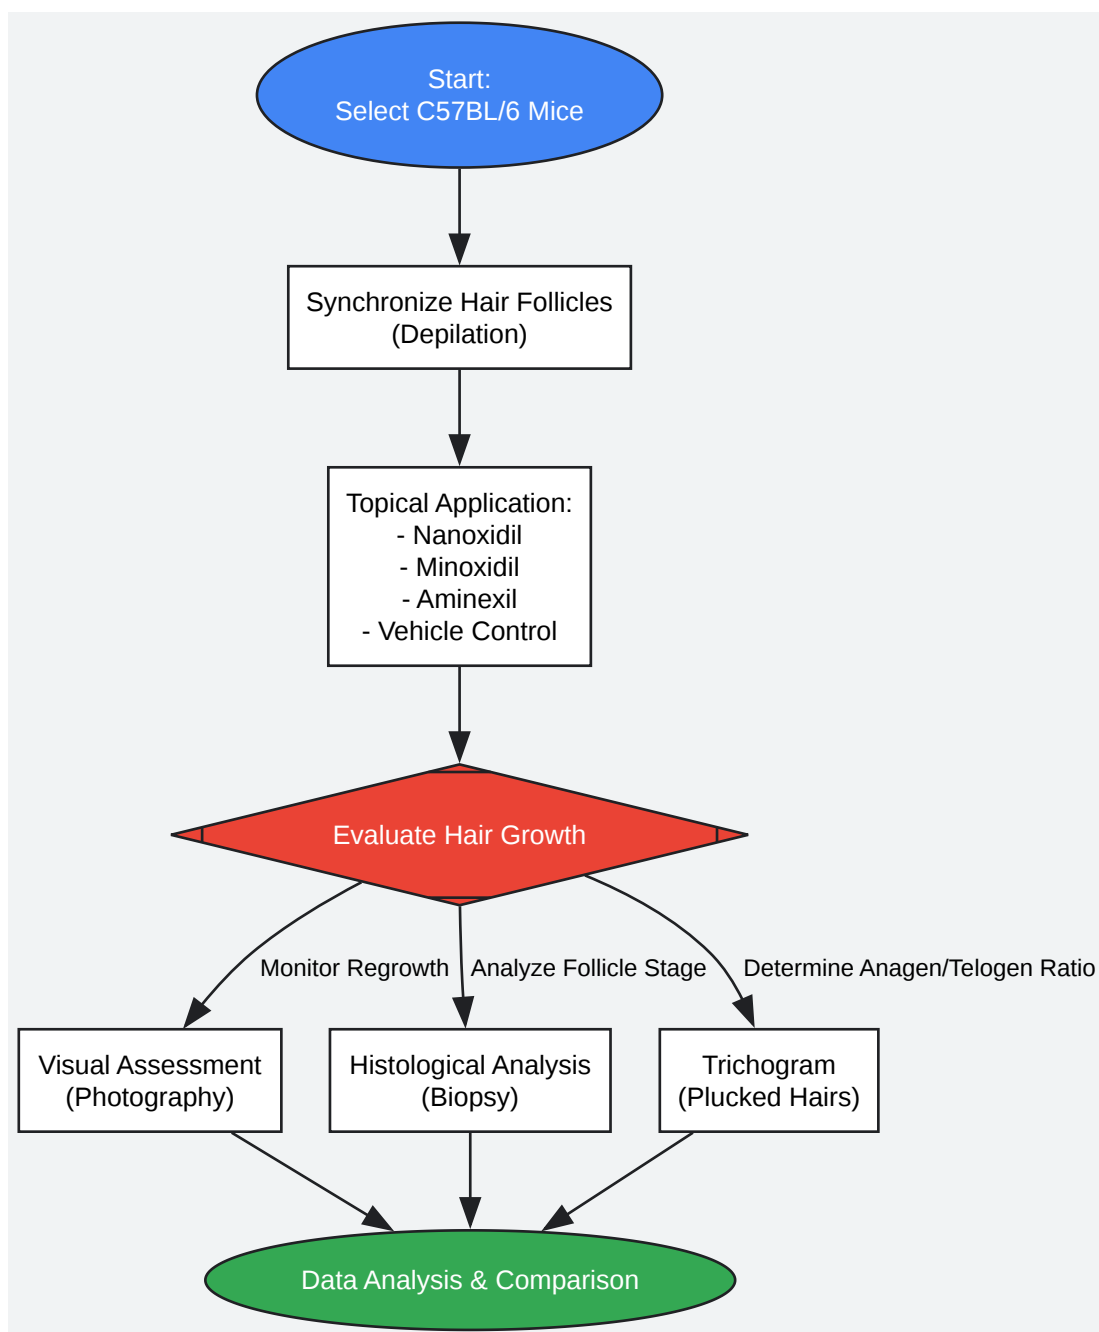 Start:
Select C57BL/6 Mice
Synchronize Hair Follicles
(Depilation)
Topical Application:
- Nanoxidil
- Minoxidil
- Aminexil
- Vehicle Control
Evaluate Hair Growth
Monitor Regrowth
Analyze Follicle Stage
Determine Anagen/Telogen Ratio
Visual Assessment
(Photography)
Histological Analysis
(Biopsy)
Trichogram
(Plucked Hairs)
Data Analysis & Comparison